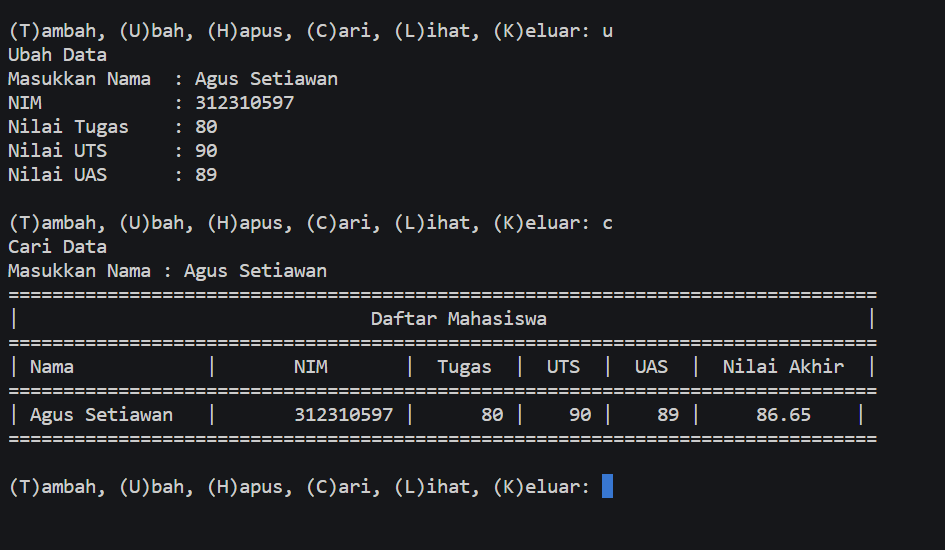 (T)ambah, (U)bah, (H)apus, (C)ari, (L)ihat, (K)eluar: u
Ubah Data
Masukkan Nama  : Agus Setiawan
NIM            : 312310597
Nilai Tugas    : 80
Nilai UTS      : 90
Nilai UAS      : 89
(T)ambah, (U)bah, (H)apus, (C)ari, (L)ihat, (K)eluar: c
Cari Data
Masukkan Nama : Agus Setiawan
===============================================================================
|                                Daftar Mahasiswa                             |
===============================================================================
| Nama            |       NIM       |  Tugas  |  UTS  |  UAS  |  Nilai Akhir  |
===============================================================================
| Agus Setiawan   |       312310597 |      80 |    90 |    89 |     86.65    |
===============================================================================
(T)ambah, (U)bah, (H)apus, (C)ari, (L)ihat, (K)eluar: